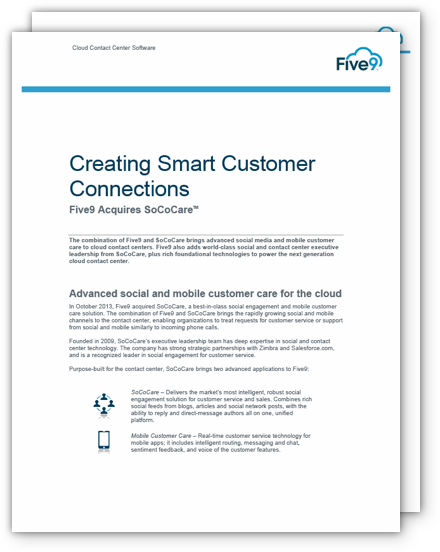 Cloud Contact Center Software
Five9
Creating Smart Customer
Connections
Five9 Acquires SoCoCare™
The combination of Five9 and SoCoCare brings advanced social media and mobile customer
care to cloud contact centers. Five9 also adds world-class social and contact center executive
leadership from SoCoCare, plus rich foundational technologies to power the next generation
cloud contact center.
Advanced social and mobile customer care for the cloud
In October 2013, Five9 acquired SoCoCare, a best-in-class social engagement and mobile customer
care solution. The combination of Five9 and SoCoCare brings the rapidly growing social and mobile
channels to the contact center, enabling organizations to treat requests for customer service or support
from social and mobile similarly to incoming phone calls.
Founded in 2009, SoCoCare's executive leadership team has deep expertise in social and contact
center technology. The company has strong strategic partnerships with Zimbra and Salesforce.com,
and is a recognized leader in social engagement for customer service.
Purpose-built for the contact center, SoCoCare brings two advanced applications to Five9:
SoCoCare – Delivers the market's most intelligent, robust social
engagement solution for customer service and sales. Combines rich
social feeds from blogs, articles and social network posts, with the
ability to reply and direct-message authors all on one, unified
platform.
Mobile Customer Care – Real-time customer service technology for
mobile apps; it includes intelligent routing, messaging and chat,
sentiment feedback, and voice of the customer features.